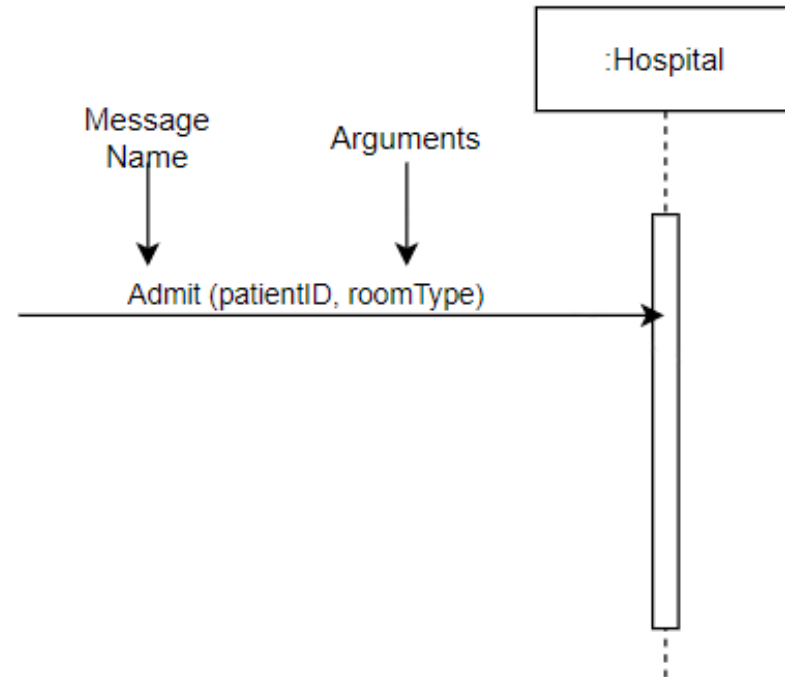 :Hospital
Message
Name
Arguments
Admit (patientID, roomType)